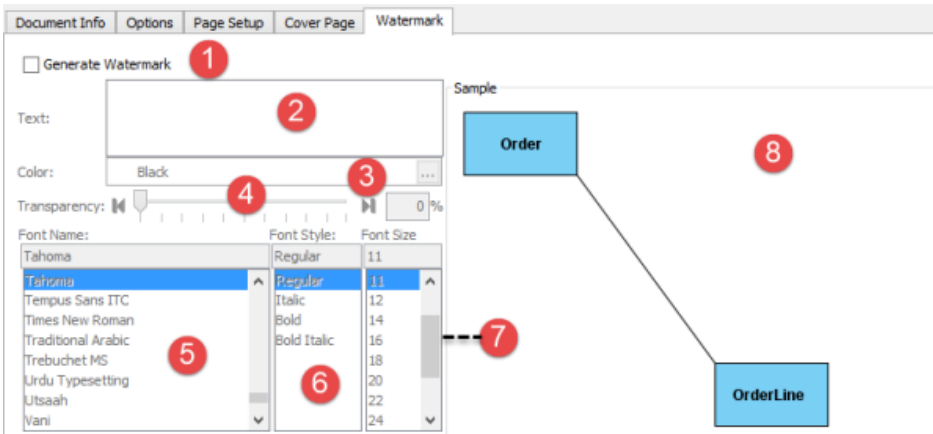 Document Info Options Page Setup Cover Page Watermark
Generate Watermark
1
Sample
Text:
2
Order
8
Color: Black ...
3
Transparency: 0 %
4
Font Name: Font Style: Font Size
Tahoma Regular 11
Tahoma Regular 11
Tempus Sans ITC Italic 12
Times New Roman Bold 14
Traditional Arabic Bold Italic 16
7
Trebuchet MS 18
5
Urdu Typesetting 20
6
Utsaah 22
Vani 24
OrderLine